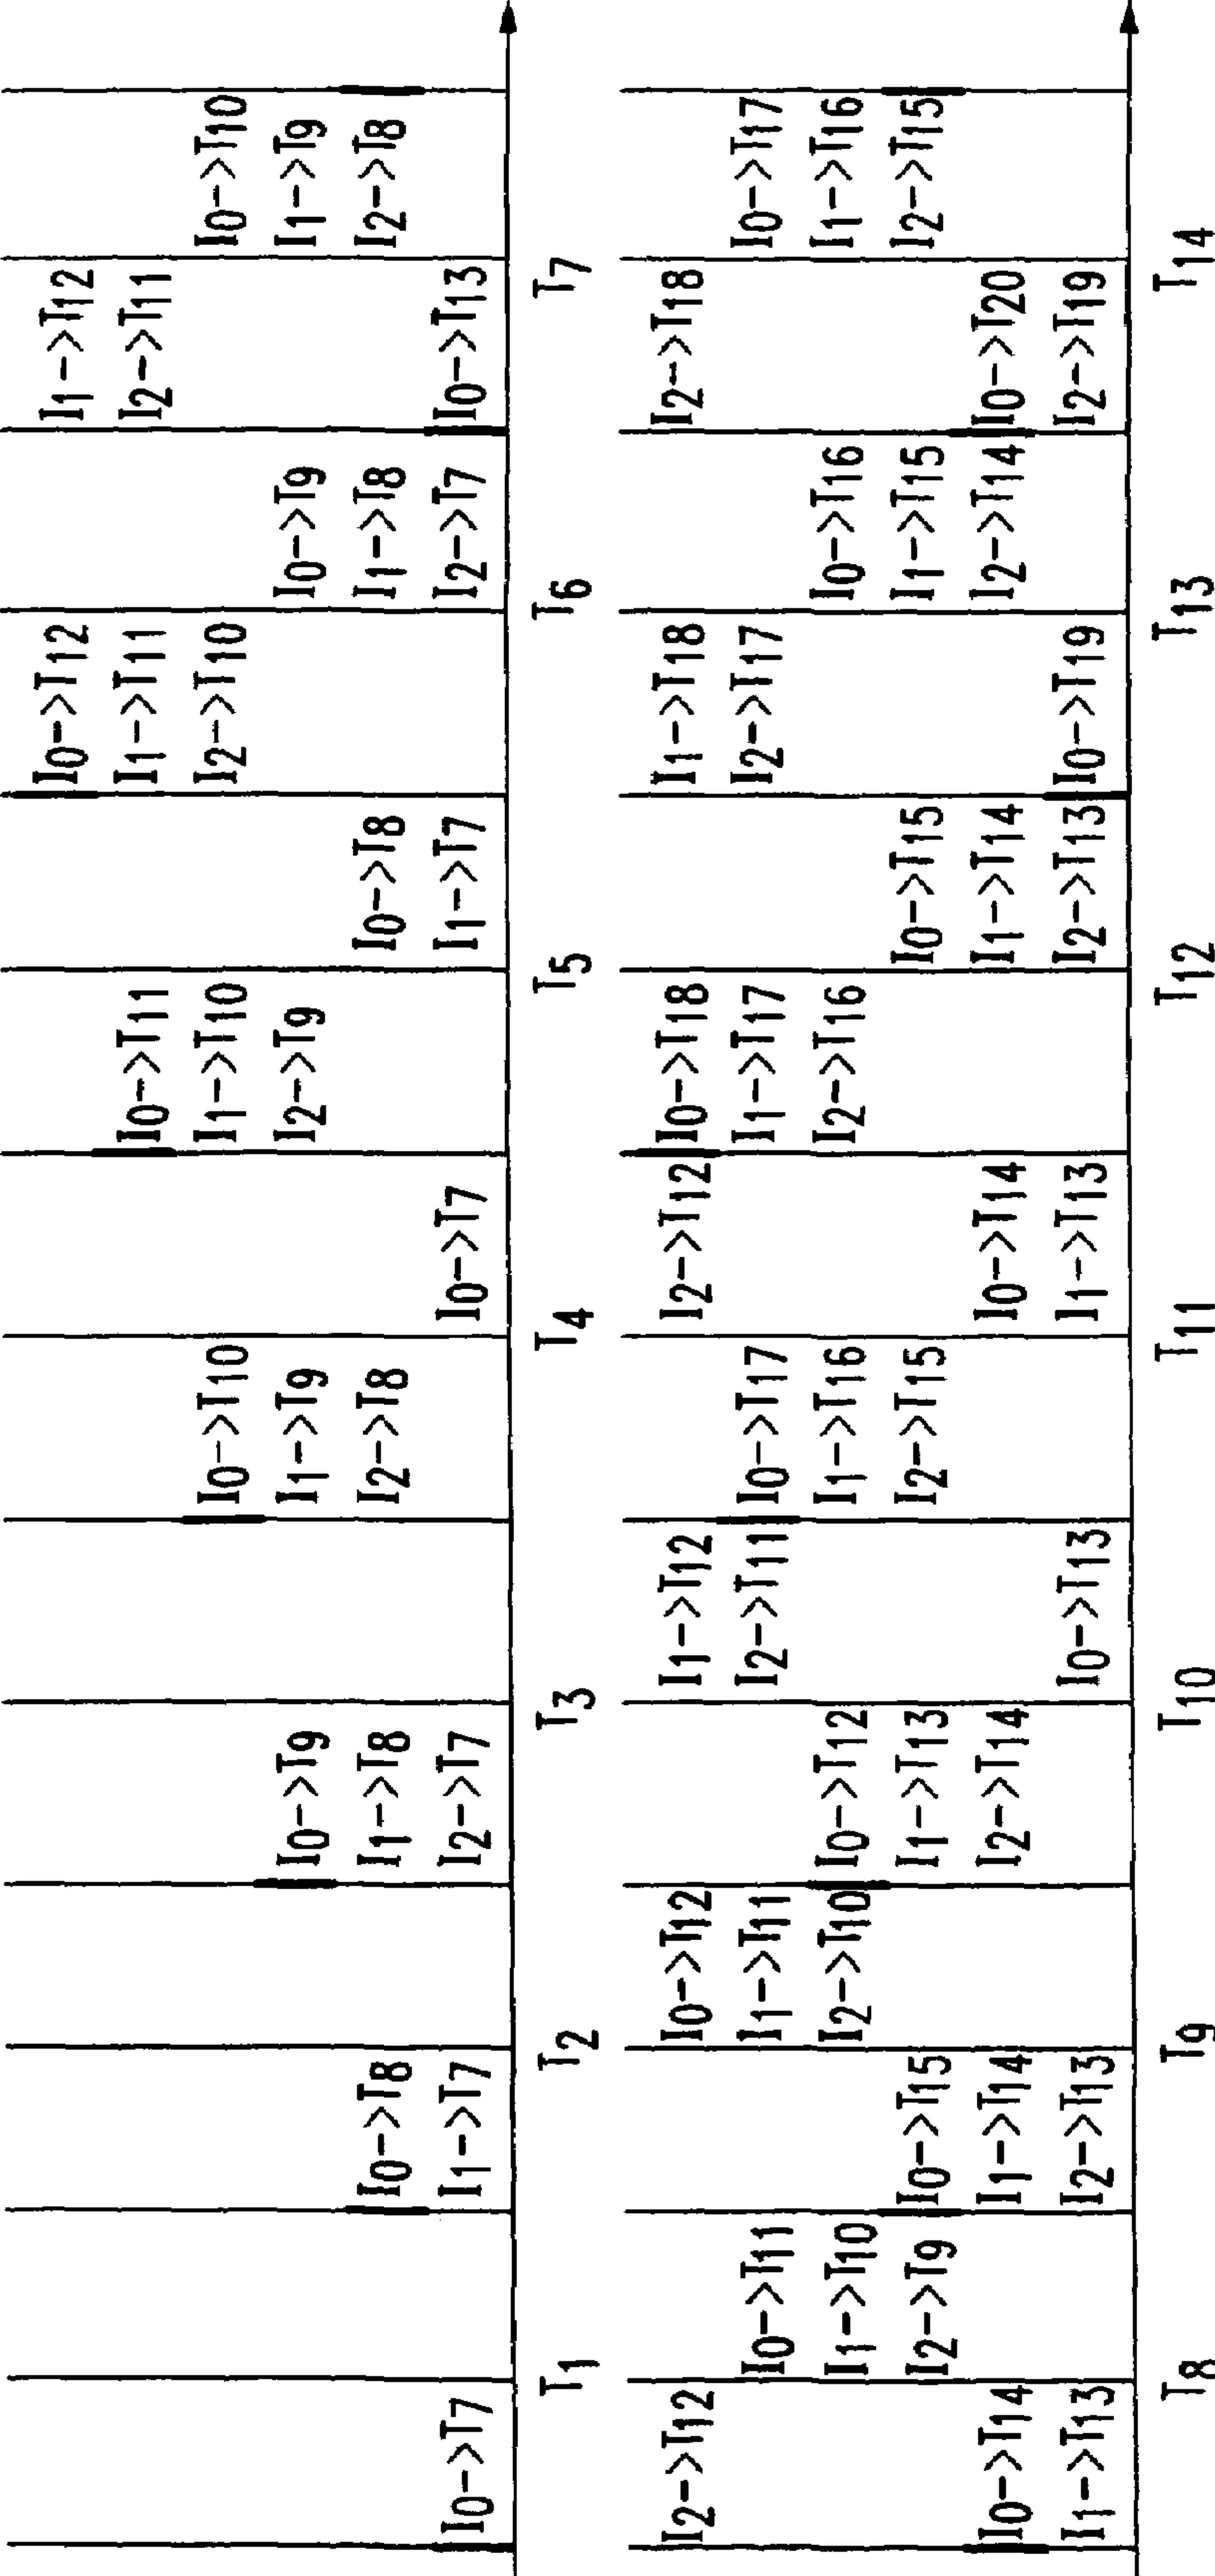 I0->T7
I0->T8
I1->T7
I0->T9
I1->T8
I2->T7
I0->T10
I1->T9
I2->T8
I0->T7
I0->T11
I1->T10
I2->T9
I0->T8
I1->T7
I0->T12
I1->T11
I2->T10
I0->T9
I1->T8
I2->T7
I1->T12
I2->T11
I0->T13
I0->T10
I1->T9
I2->T8
T1 T2 T3 T4 T5 T6 T7
I2->T12
I0->T14
I1->T13
I0->T11
I1->T10
I2->T9
I0->T15
I1->T14
I2->T13
I0->T12
I1->T11
I2->T10
I0->T12
I1->T13
I2->T14
I1->T12
I2->T11
I0->T13
I0->T17
I1->T16
I2->T15
I2->T12
I0->T14
I1->T13
I0->T18
I1->T17
I2->T16
I0->T15
I1->T14
I2->T13
I1->T18
I2->T17
I0->T19
I0->T16
I1->T15
I2->T14
I2->T18
I0->T20
I2->T19
I0->T17
I1->T16
I2->T15
T8 T9 T10 T11 T12 T13 T14